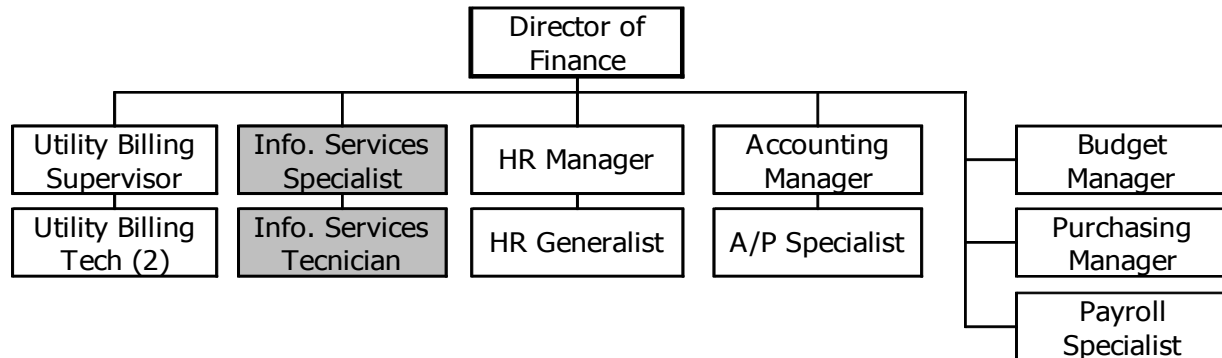 Director of
Finance
Utility Billing
Supervisor
Info. Services
Specialist
HR Manager
Accounting
Manager
Budget
Manager
Utility Billing
Tech (2)
Info. Services
Tecnician
HR Generalist
A/P Specialist
Purchasing
Manager
Payroll
Specialist